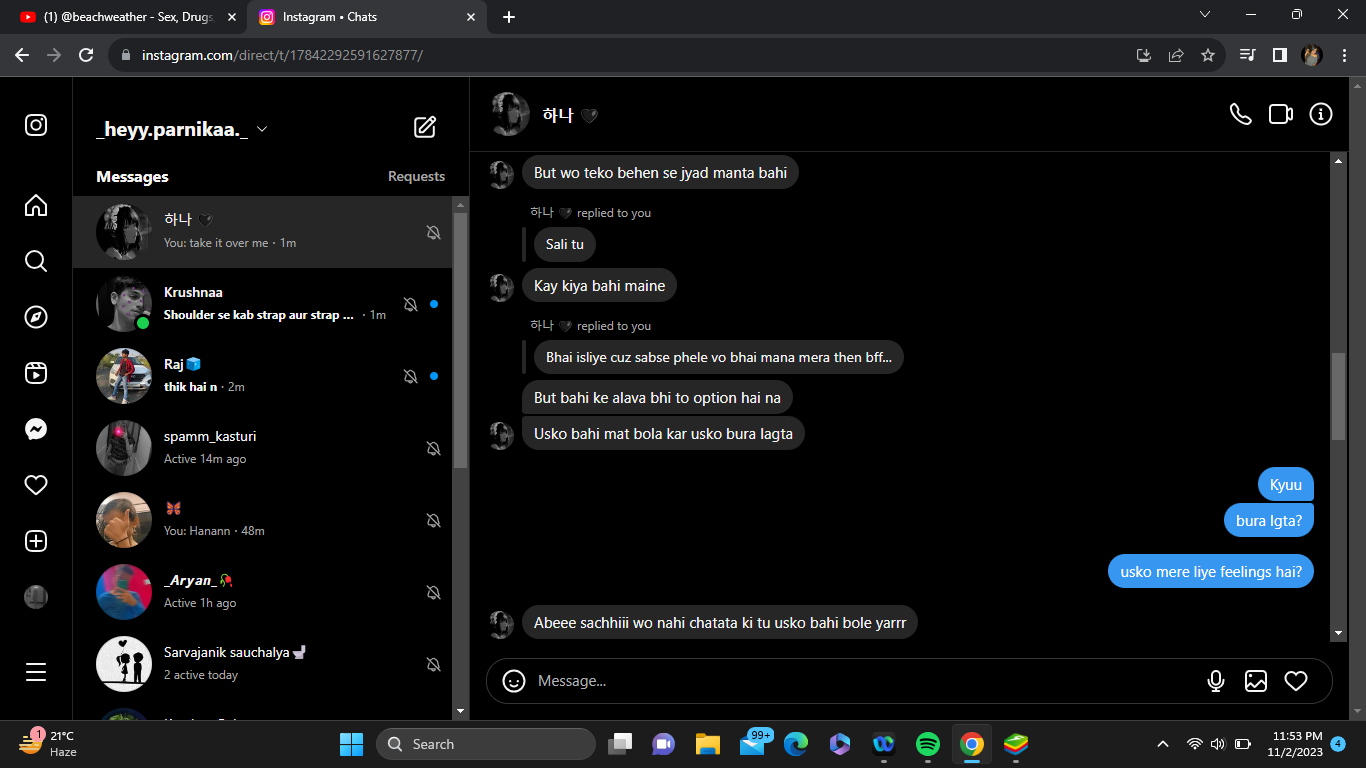 (1) @beachweather - Sex, Drugs,
Instagram • Chats
instagram.com/direct/t/17842292591627877/
_heyy.parnikaa._
Messages
Requests
하나 🖤
You: take it over me · 1m
Krushnaa
Shoulder se kab strap aur strap ... · 1m
Raj🧊
thik hai n · 2m
spamm_kasturi
Active 14m ago
🦋
You: Hanann · 48m
_Aryan_🥀
Active 1h ago
Sarvajanik sauchalya🚽
2 active today
하나 🖤
But wo teko behen se jyad manta bahi
하나 🖤 replied to you
Sali tu
Kay kiya bahi maine
하나 🖤 replied to you
Bhai isliye cuz sabse phele vo bhai mana mera then bff...
But bahi ke alava bhi to option hai na
Usko bahi mat bola kar usko bura lagta
Kyuu
bura lgta?
usko mere liye feelings hai?
Abeee sachhiii wo nahi chatata ki tu usko bahi bole yarrr
Message...
1
21°C
Haze
Search
99+
11:53 PM
11/2/2023
4